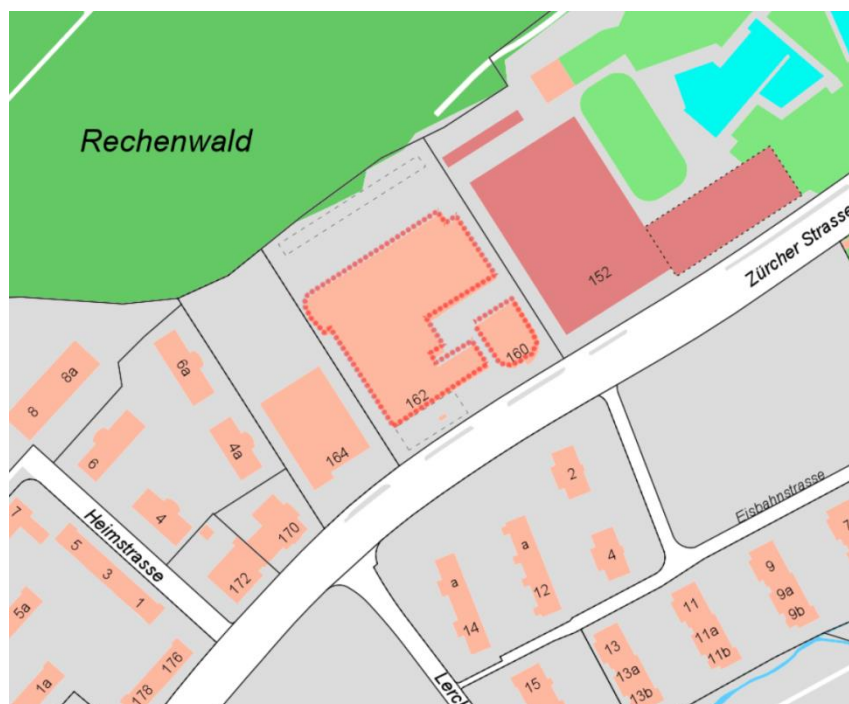 Rechenwald
152
Zürcher Strasse
160
162
164
8a
8
6a
6
4a
4
170
172
Heimstrasse
7
5
3
1
5a
1a
176
178
2
Eisbahnstrasse
a
a
12
14
4
7
9
9a
9b
11
11a
11b
13
13a
13b
15
Lerch